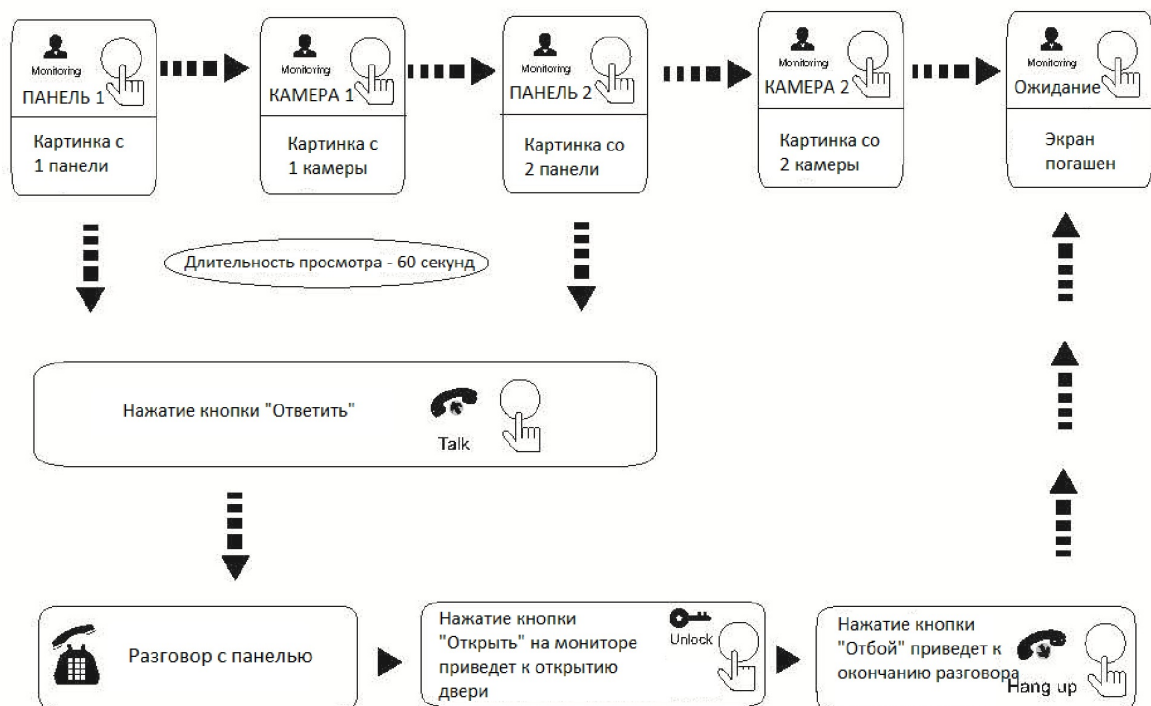 Monitoring
ПАНЕЛЬ 1
Картинка с
1 панели
Monitoring
КАМЕРА 1
Картинка с
1 камеры
Monitoring
ПАНЕЛЬ 2
Картинка со
2 панели
Monitoring
КАМЕРА 2
Картинка со
2 камеры
Monitoring
Ожидание
Экран
погашен
Длительность просмотра - 60 секунд
Нажатие кнопки "Ответить"
Talk
Разговор с панелью
Нажатие кнопки
"Открыть" на мониторе
приведет к открытию
двери
Unlock
Нажатие кнопки
"Отбой" приведет к
окончанию разговора
Hang up